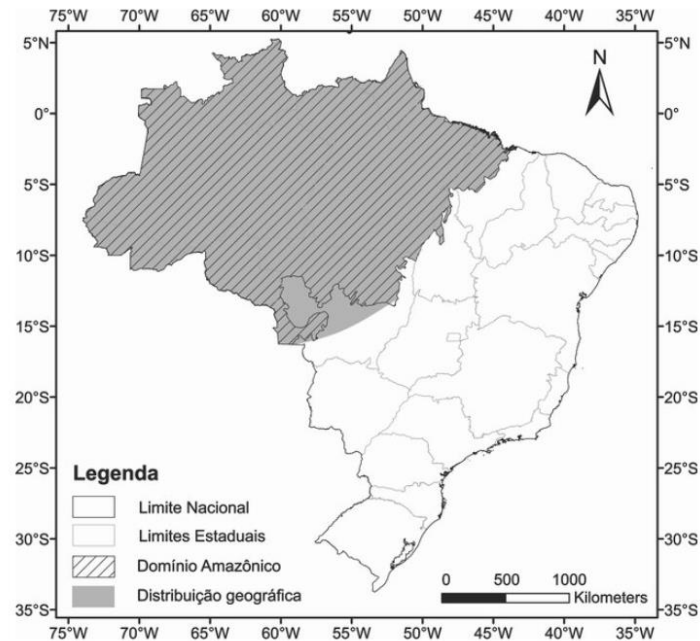 75°W 70°W 65°W 60°W 55°W 50°W 45°W 40°W 35°W
5°N 5°N
N
0° 0°
5°S 5°S
10°S 10°S
15°S 15°S
20°S 20°S
25°S 25°S
30°S 30°S
35°S 35°S
Legenda
Limite Nacional
Limites Estaduais
Domínio Amazônico
Distribuição geográfica
0 500 1000
Kilometers
75°W 70°W 65°W 60°W 55°W 50°W 45°W 40°W 35°W